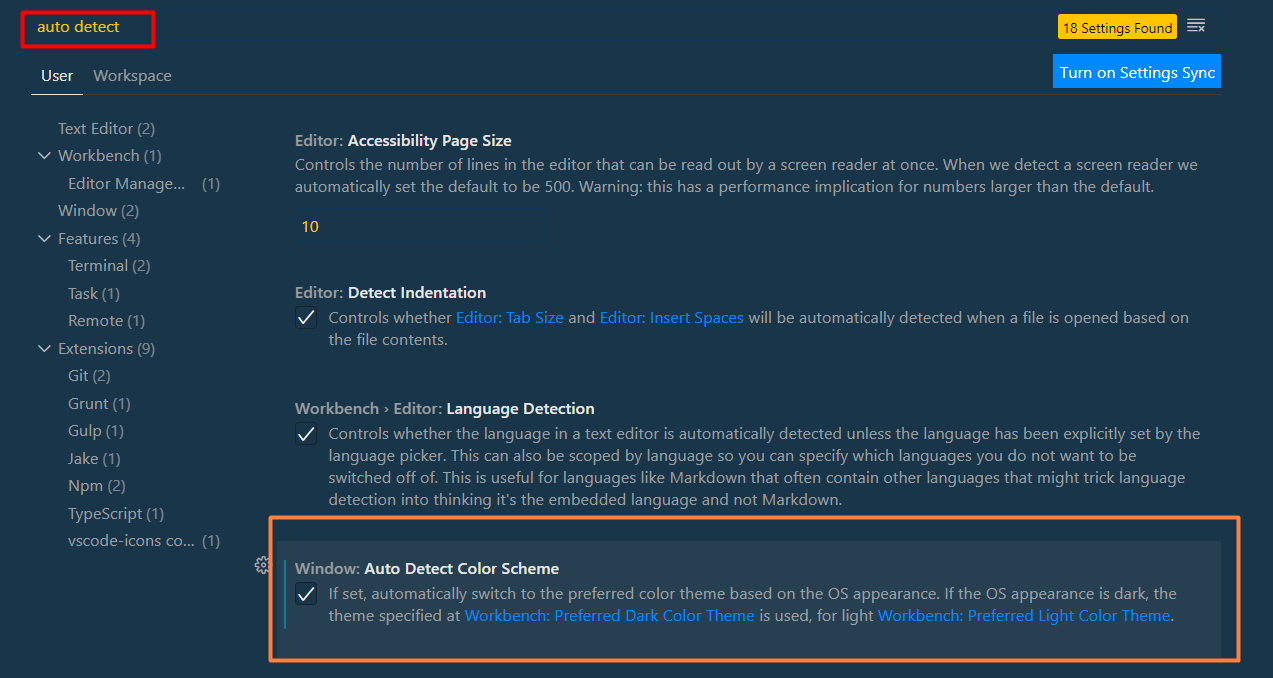 auto detect
18 Settings Found
User Workspace
Turn on Settings Sync
Text Editor (2)
Workbench (1)
Editor Manage... (1)
Window (2)
Features (4)
Terminal (2)
Task (1)
Remote (1)
Extensions (9)
Git (2)
Grunt (1)
Gulp (1)
Jake (1)
Npm (2)
TypeScript (1)
vscode-icons co... (1)
Editor: Accessibility Page Size
Controls the number of lines in the editor that can be read out by a screen reader at once. When we detect a screen reader we
automatically set the default to be 500. Warning: this has a performance implication for numbers larger than the default.
10
Editor: Detect Indentation
Controls whether Editor: Tab Size and Editor: Insert Spaces will be automatically detected when a file is opened based on
the file contents.
Workbench › Editor: Language Detection
Controls whether the language in a text editor is automatically detected unless the language has been explicitly set by the
language picker. This can also be scoped by language so you can specify which languages you do not want to be
switched off of. This is useful for languages like Markdown that often contain other languages that might trick language
detection into thinking it's the embedded language and not Markdown.
Window: Auto Detect Color Scheme
If set, automatically switch to the preferred color theme based on the OS appearance. If the OS appearance is dark, the
theme specified at Workbench: Preferred Dark Color Theme is used, for light Workbench: Preferred Light Color Theme.